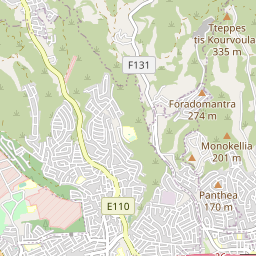 Tteppes
tis Kourvoula
335 m
F131
Foradomantra
274 m
Monokellia
201 m
Panthea
170 m
E110